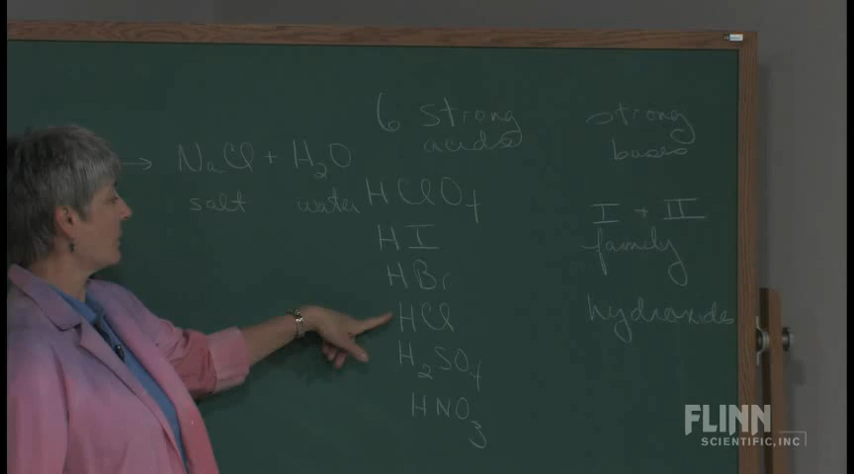 → NaCl + H₂O
salt water
6 strong
acids
HClO₄
HI
HBr
HCl
H₂SO₄
HNO₃
strong
bases
I + II
family
hydroxides
FLINN
SCIENTIFIC, INC